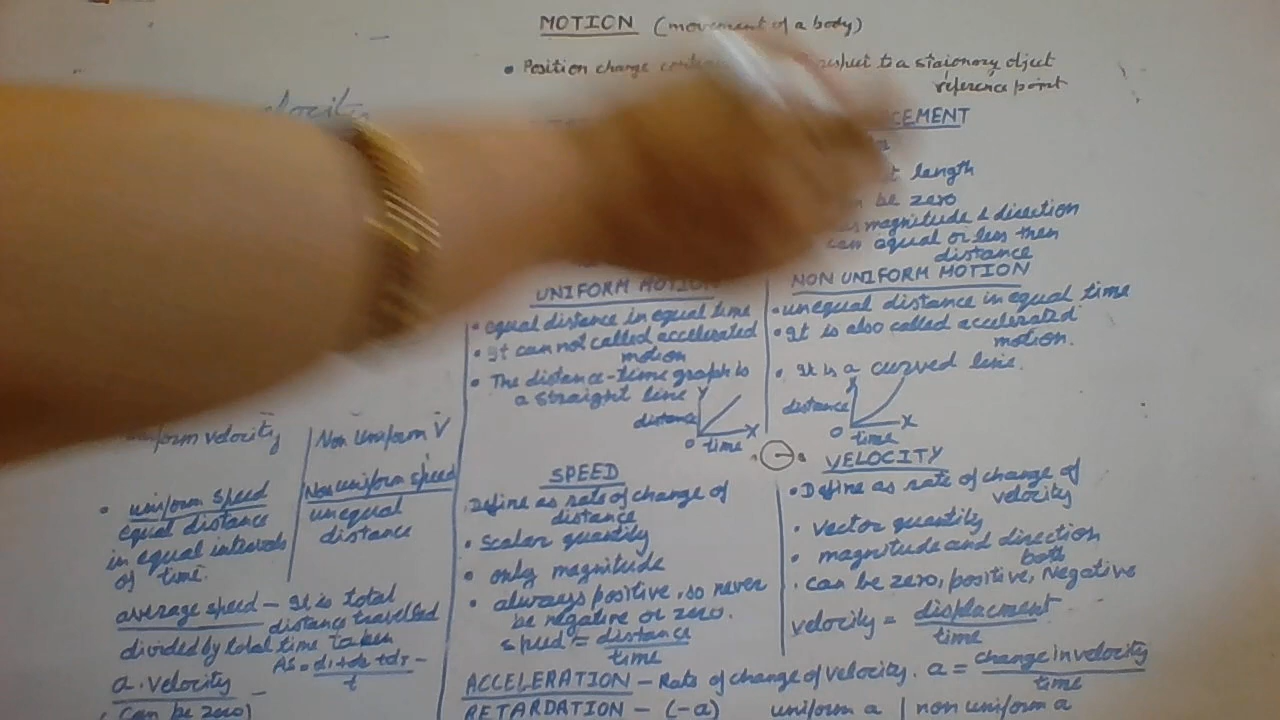 MOTION (movement of a body)
• Position change to a staionary object
reference point
CEMENT
length
be zero
magnitude & direction
can equal or less then
distance
UNIFORM MOTION
• equal distance in equal time
• It can not called accelerated
motion
• The distance-time graph is
a straight line
Y
distance
O time X
NON UNIFORM MOTION
• unequal distance in equal time
• It is also called accelerated
motion.
• It is a curved line.
Y
distance
O time X
velocity
Non Uniform V
• uniform speed
equal distance
in equal intervals
of time.
Non uniform speed
unequal
distance
average speed - It is total
distance travelled
divided by total time taken
a. velocity
(can be zero)
SPEED
Define as rate of change of
distance
• Scalar quantity
• only magnitude
• always positive, so never
be negative or zero.
speed = distance
time
VELOCITY
• Define as rate of change of
velocity
• vector quantity
• magnitude and direction
both
• can be zero, positive, Negative
velocity = displacment
time
ACCELERATION - Rate of change of velocity. a = change in velocity
time
RETARDATION - (-a) uniform a | non uniform a